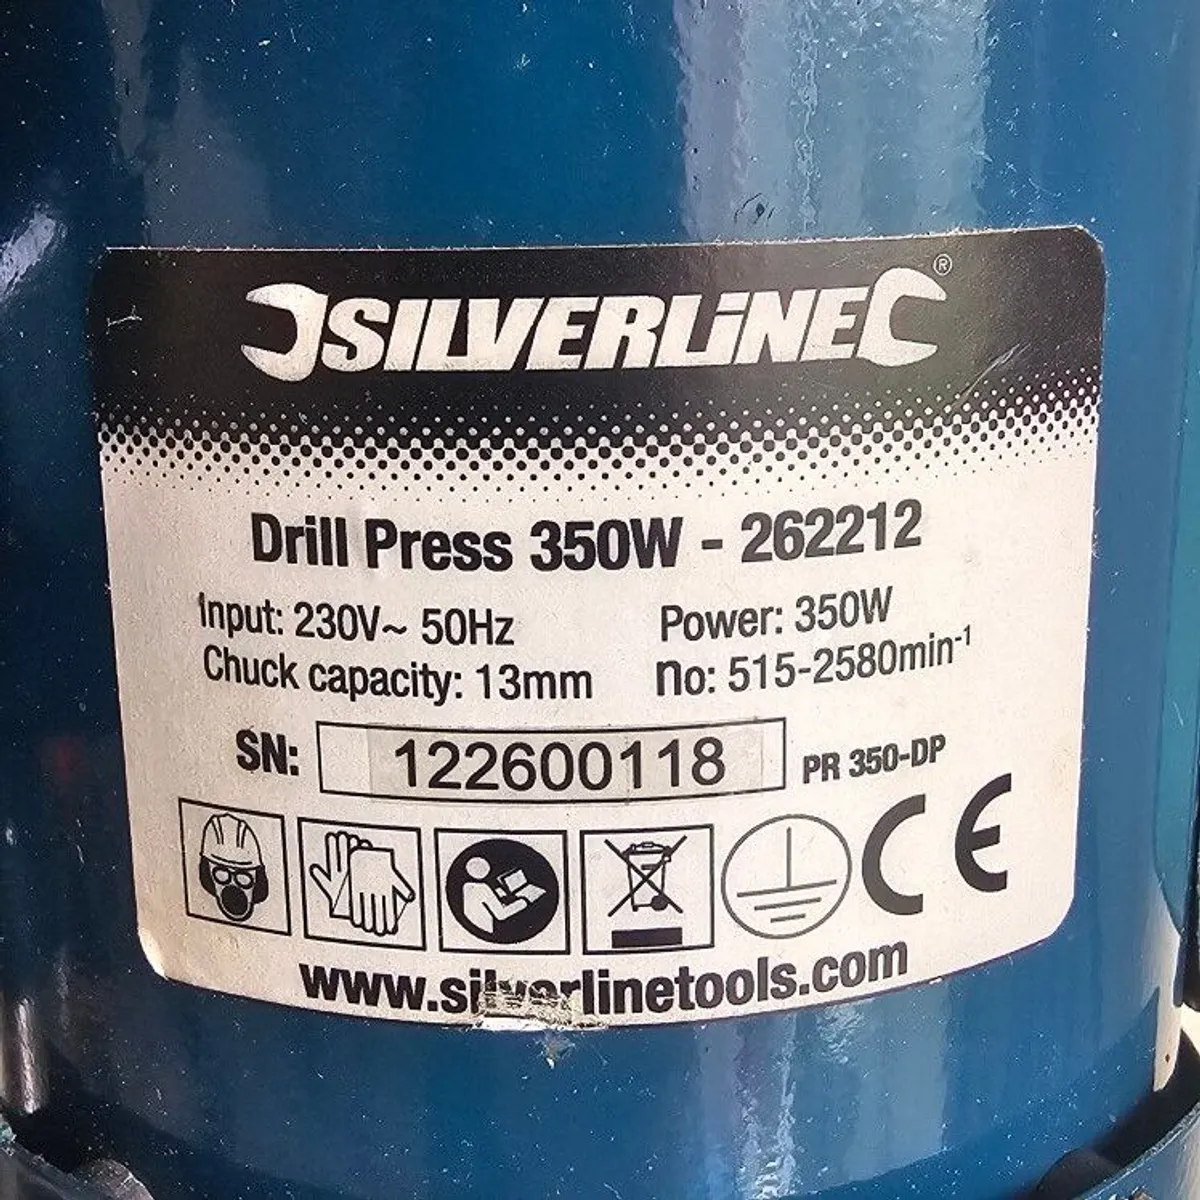 SILVERLiNE®
Drill Press 350W - 262212
Input: 230V~ 50Hz Power: 350W
Chuck capacity: 13mm no: 515-2580min-1
SN: 122600118 PR 350-DP
CE
www.silverlinetools.com